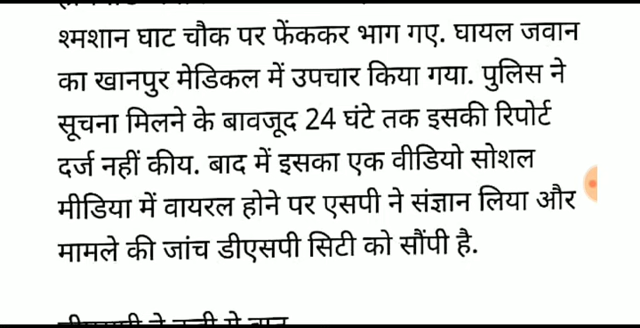 श्मशान घाट चौक पर फेंककर भाग गए. घायल जवान
का खानपुर मेडिकल में उपचार किया गया. पुलिस ने
सूचना मिलने के बावजूद 24 घंटे तक इसकी रिपोर्ट
दर्ज नहीं कीय. बाद में इसका एक वीडियो सोशल
मीडिया में वायरल होने पर एसपी ने संज्ञान लिया और
मामले की जांच डीएसपी सिटी को सौंपी है.